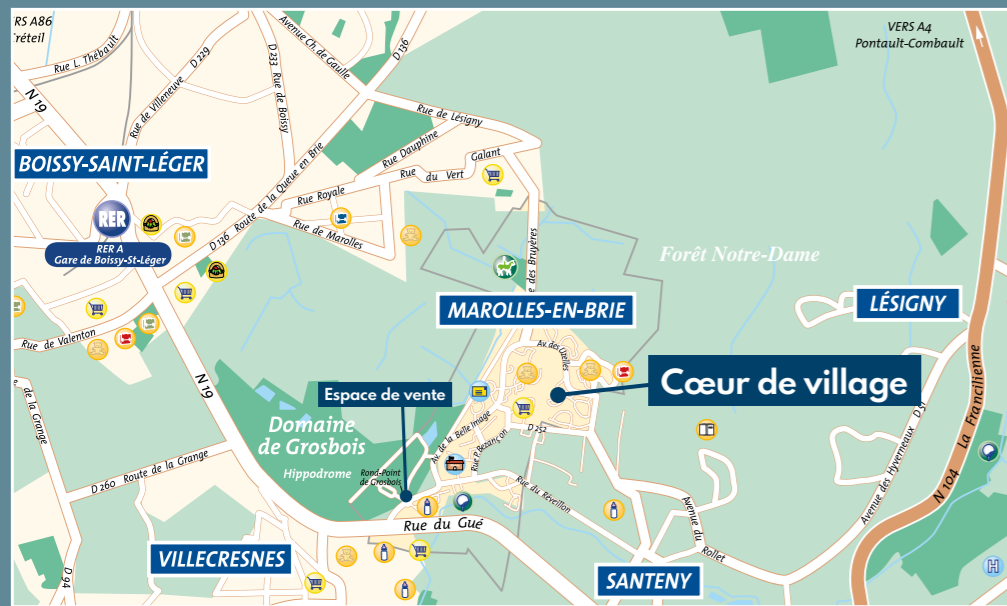 RS A86
réteil
Rue L. Thébault
N 19
Rue de Villeneuve
D 229
D 233
Rue de Boissy
Avenue Ch. de Gaulle
D 136
VERS A4
Pontault-Combault
Rue de Lésigny
Rue Dauphine
Galant
Rue du Vert
Rue Royale
Rue de Marolles
D 136 Route de la Queue en Brie
BOISSY-SAINT-LÉGER
RER
RER A
Gare de Boissy-St-Léger
e des Bruyères
Forêt Notre-Dame
MAROLLES-EN-BRIE
LÉSIGNY
Rue de Valenton
N 19
Av. des Uzelles
Cœur de village
Espace de vente
Domaine
de Grosbois
Hippodrome
Rond-Point
de Grosbois
Av. de la Belle Image
Rue P. Bezançon
D 252
de la Grange
D 260 Route de la Grange
Rue du Réveillon
Rue du Gué
Avenue du
Rollet
Avenue des Hyverneaux
D 51
N 104
La Francilienne
VILLECRESNES
D 94
SANTENY
H